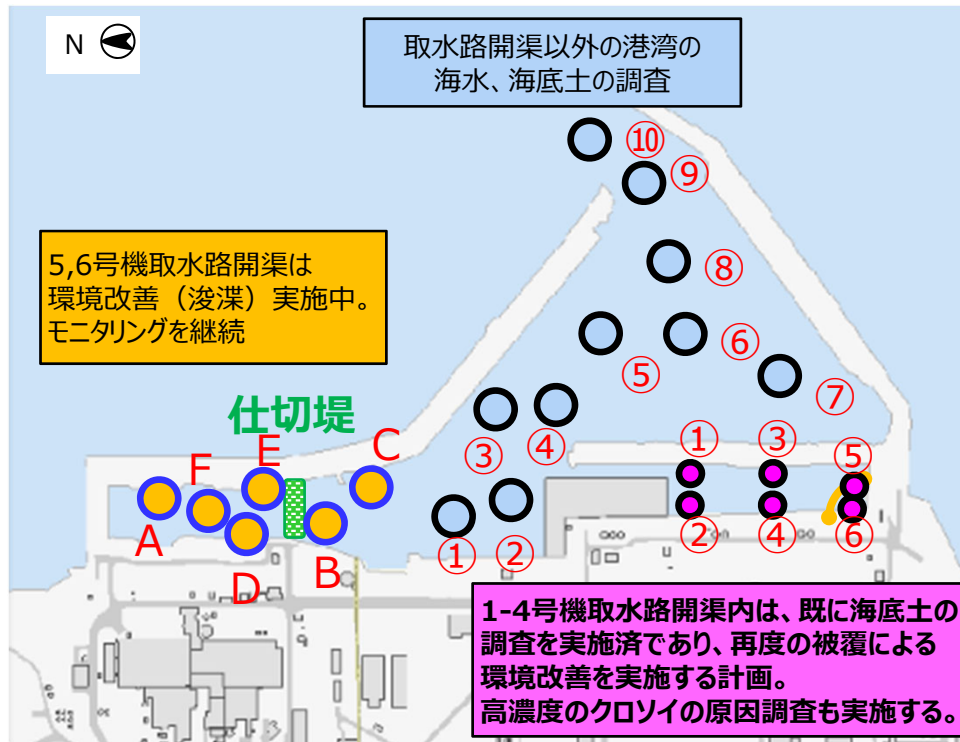 N
取水路開渠以外の港湾の
海水、海底土の調査
⑩
⑨
⑧
5,6号機取水路開渠は
環境改善（浚渫）実施中。
モニタリングを継続
⑥
⑤
⑦
仕切堤
③
④
C
E
F
A
D
B
①
②
①
③
⑤
②
④
⑥
1-4号機取水路開渠内は、既に海底土の
調査を実施済であり、再度の被覆による
環境改善を実施する計画。
高濃度のクロソイの原因調査も実施する。